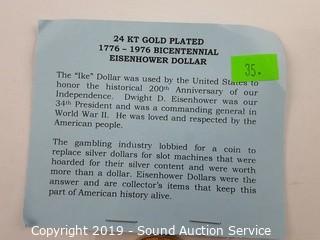 24 KT GOLD PLATED
1776 – 1976 BICENTENNIAL
EISENHOWER DOLLAR
35.
The "Ike" Dollar was used by the United States to
honor the historical 200th Anniversary of our
Independence. Dwight D. Eisenhower was our
34th President and was a commanding general in
World War II. He was loved and respected by the
American people.
The gambling industry lobbied for a coin to
replace silver dollars for slot machines that were
hoarded for their silver content and were worth
more than a dollar. Eisenhower Dollars were the
answer and are collector's items that keep this
part of American history alive.
Copyright 2019 - Sound Auction Service